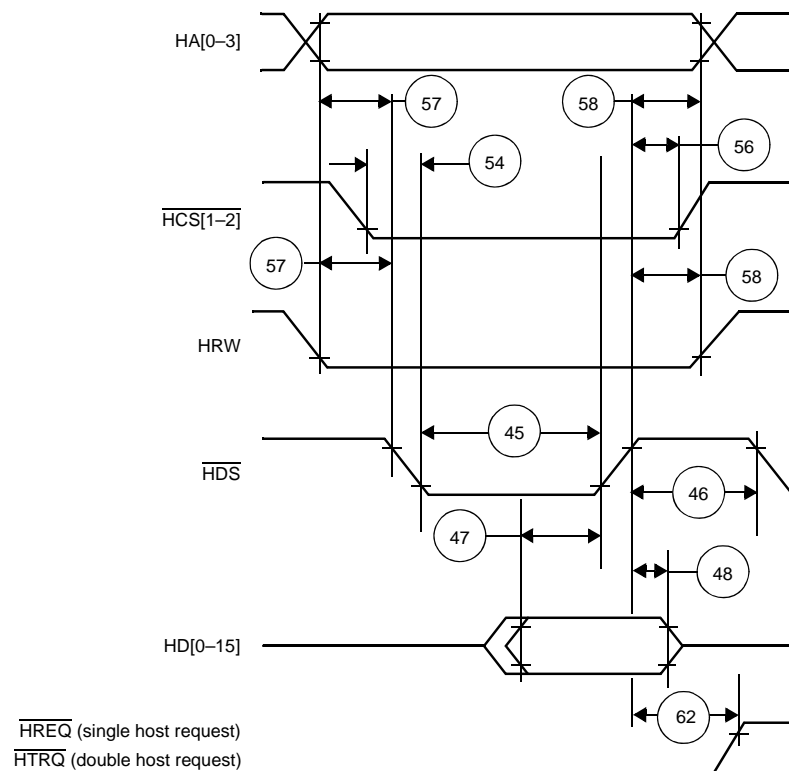 HA[0–3]
57
58
56
54
HCS[1–2]
57
58
HRW
45
HDS
46
47
48
HD[0–15]
62
HREQ (single host request)
HTRQ (double host request)